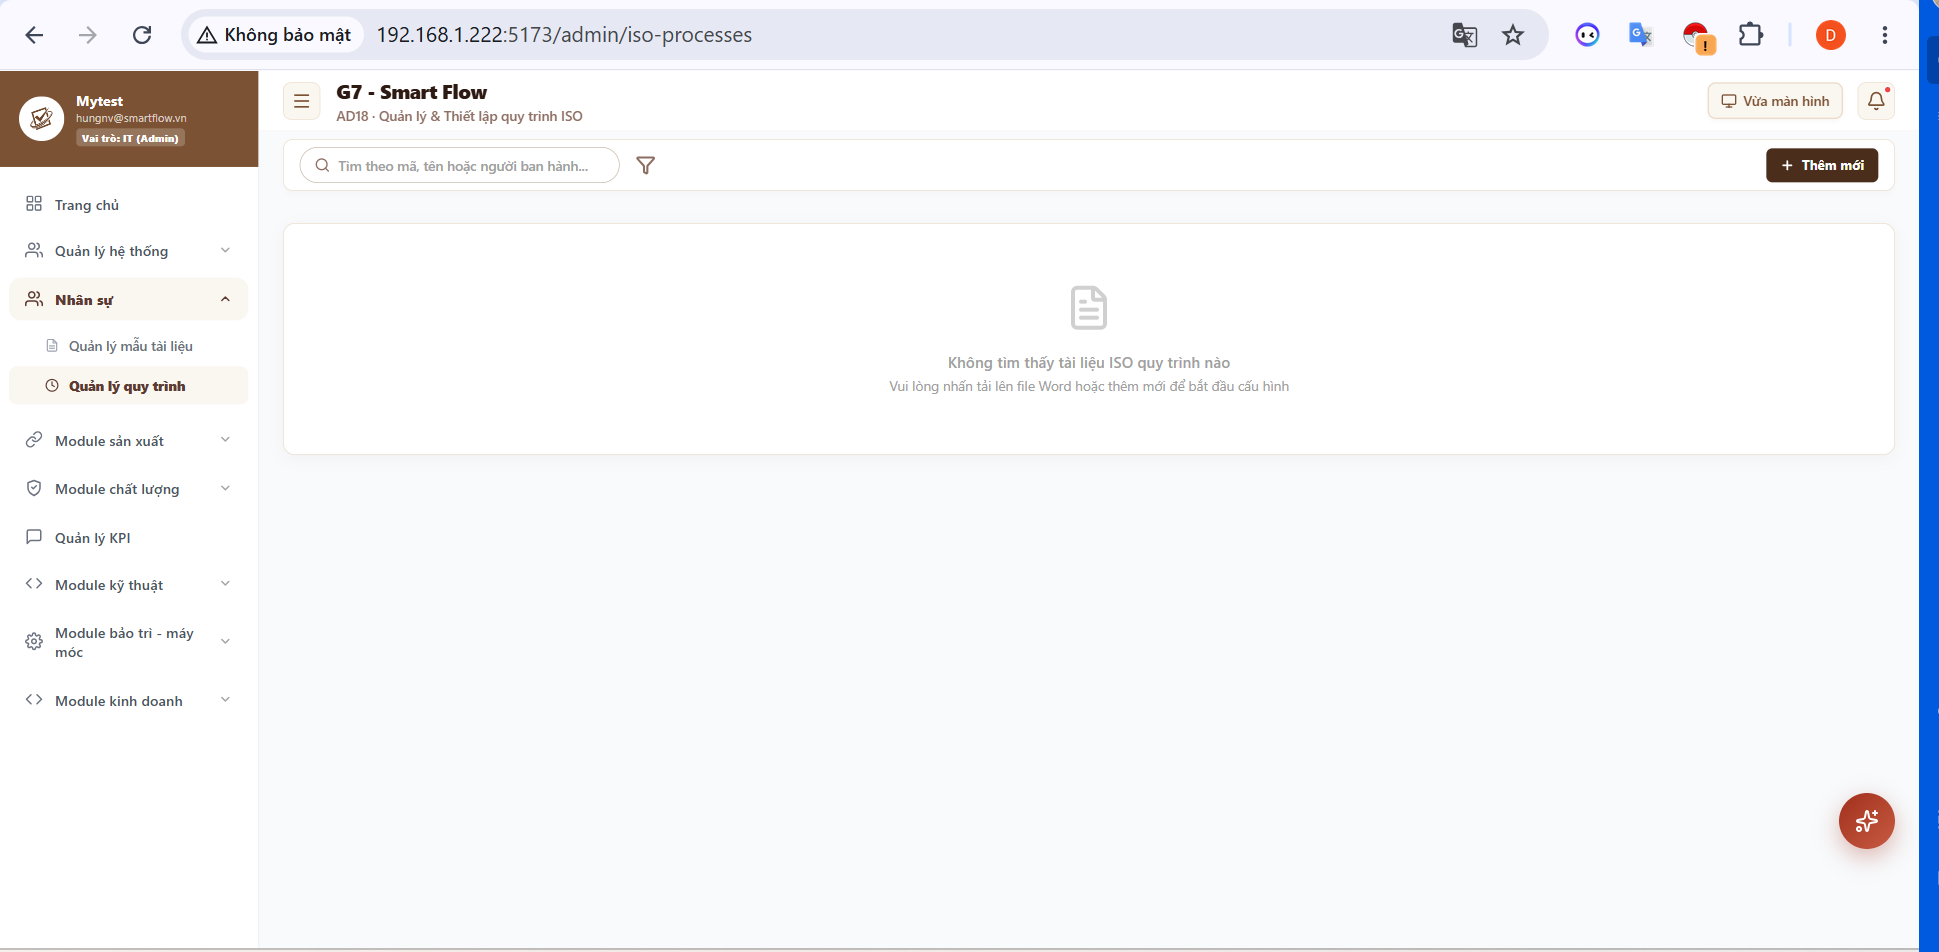 Không bảo mật
192.168.1.222:5173/admin/iso-processes
D
Mytest
hungnv@smartflow.vn
Vai trò: IT (Admin)
G7 - Smart Flow
AD18 · Quản lý & Thiết lập quy trình ISO
Vừa màn hình
Tìm theo mã, tên hoặc người ban hành...
+ Thêm mới
Trang chủ
Quản lý hệ thống
Nhân sự
Quản lý mẫu tài liệu
Quản lý quy trình
Module sản xuất
Module chất lượng
Quản lý KPI
Module kỹ thuật
Module bảo trì - máy
móc
Module kinh doanh
Không tìm thấy tài liệu ISO quy trình nào
Vui lòng nhấn tải lên file Word hoặc thêm mới để bắt đầu cấu hình